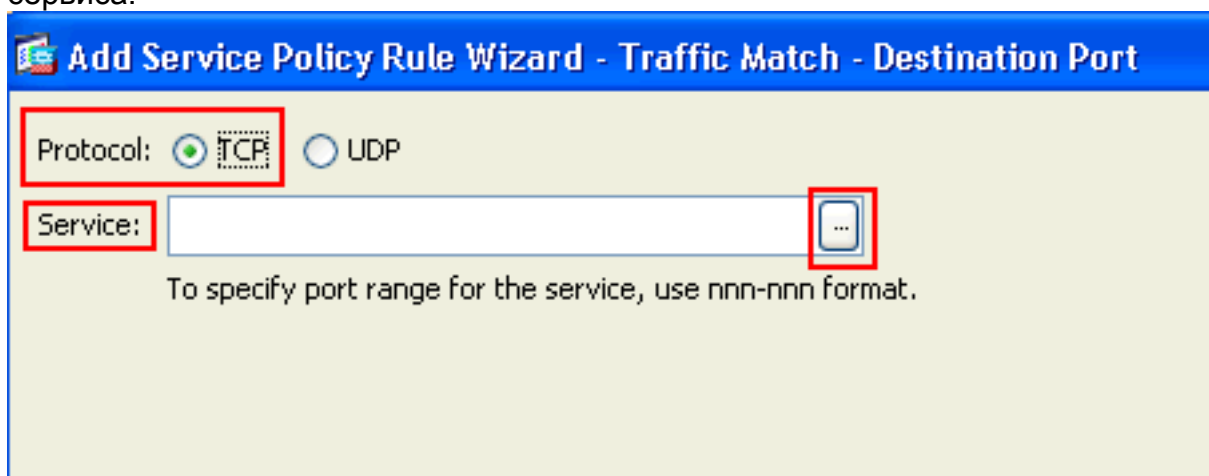 сервиса.
Add Service Policy Rule Wizard - Traffic Match - Destination Port
Protocol: TCP UDP
Service: ...
To specify port range for the service, use nnn-nnn format.